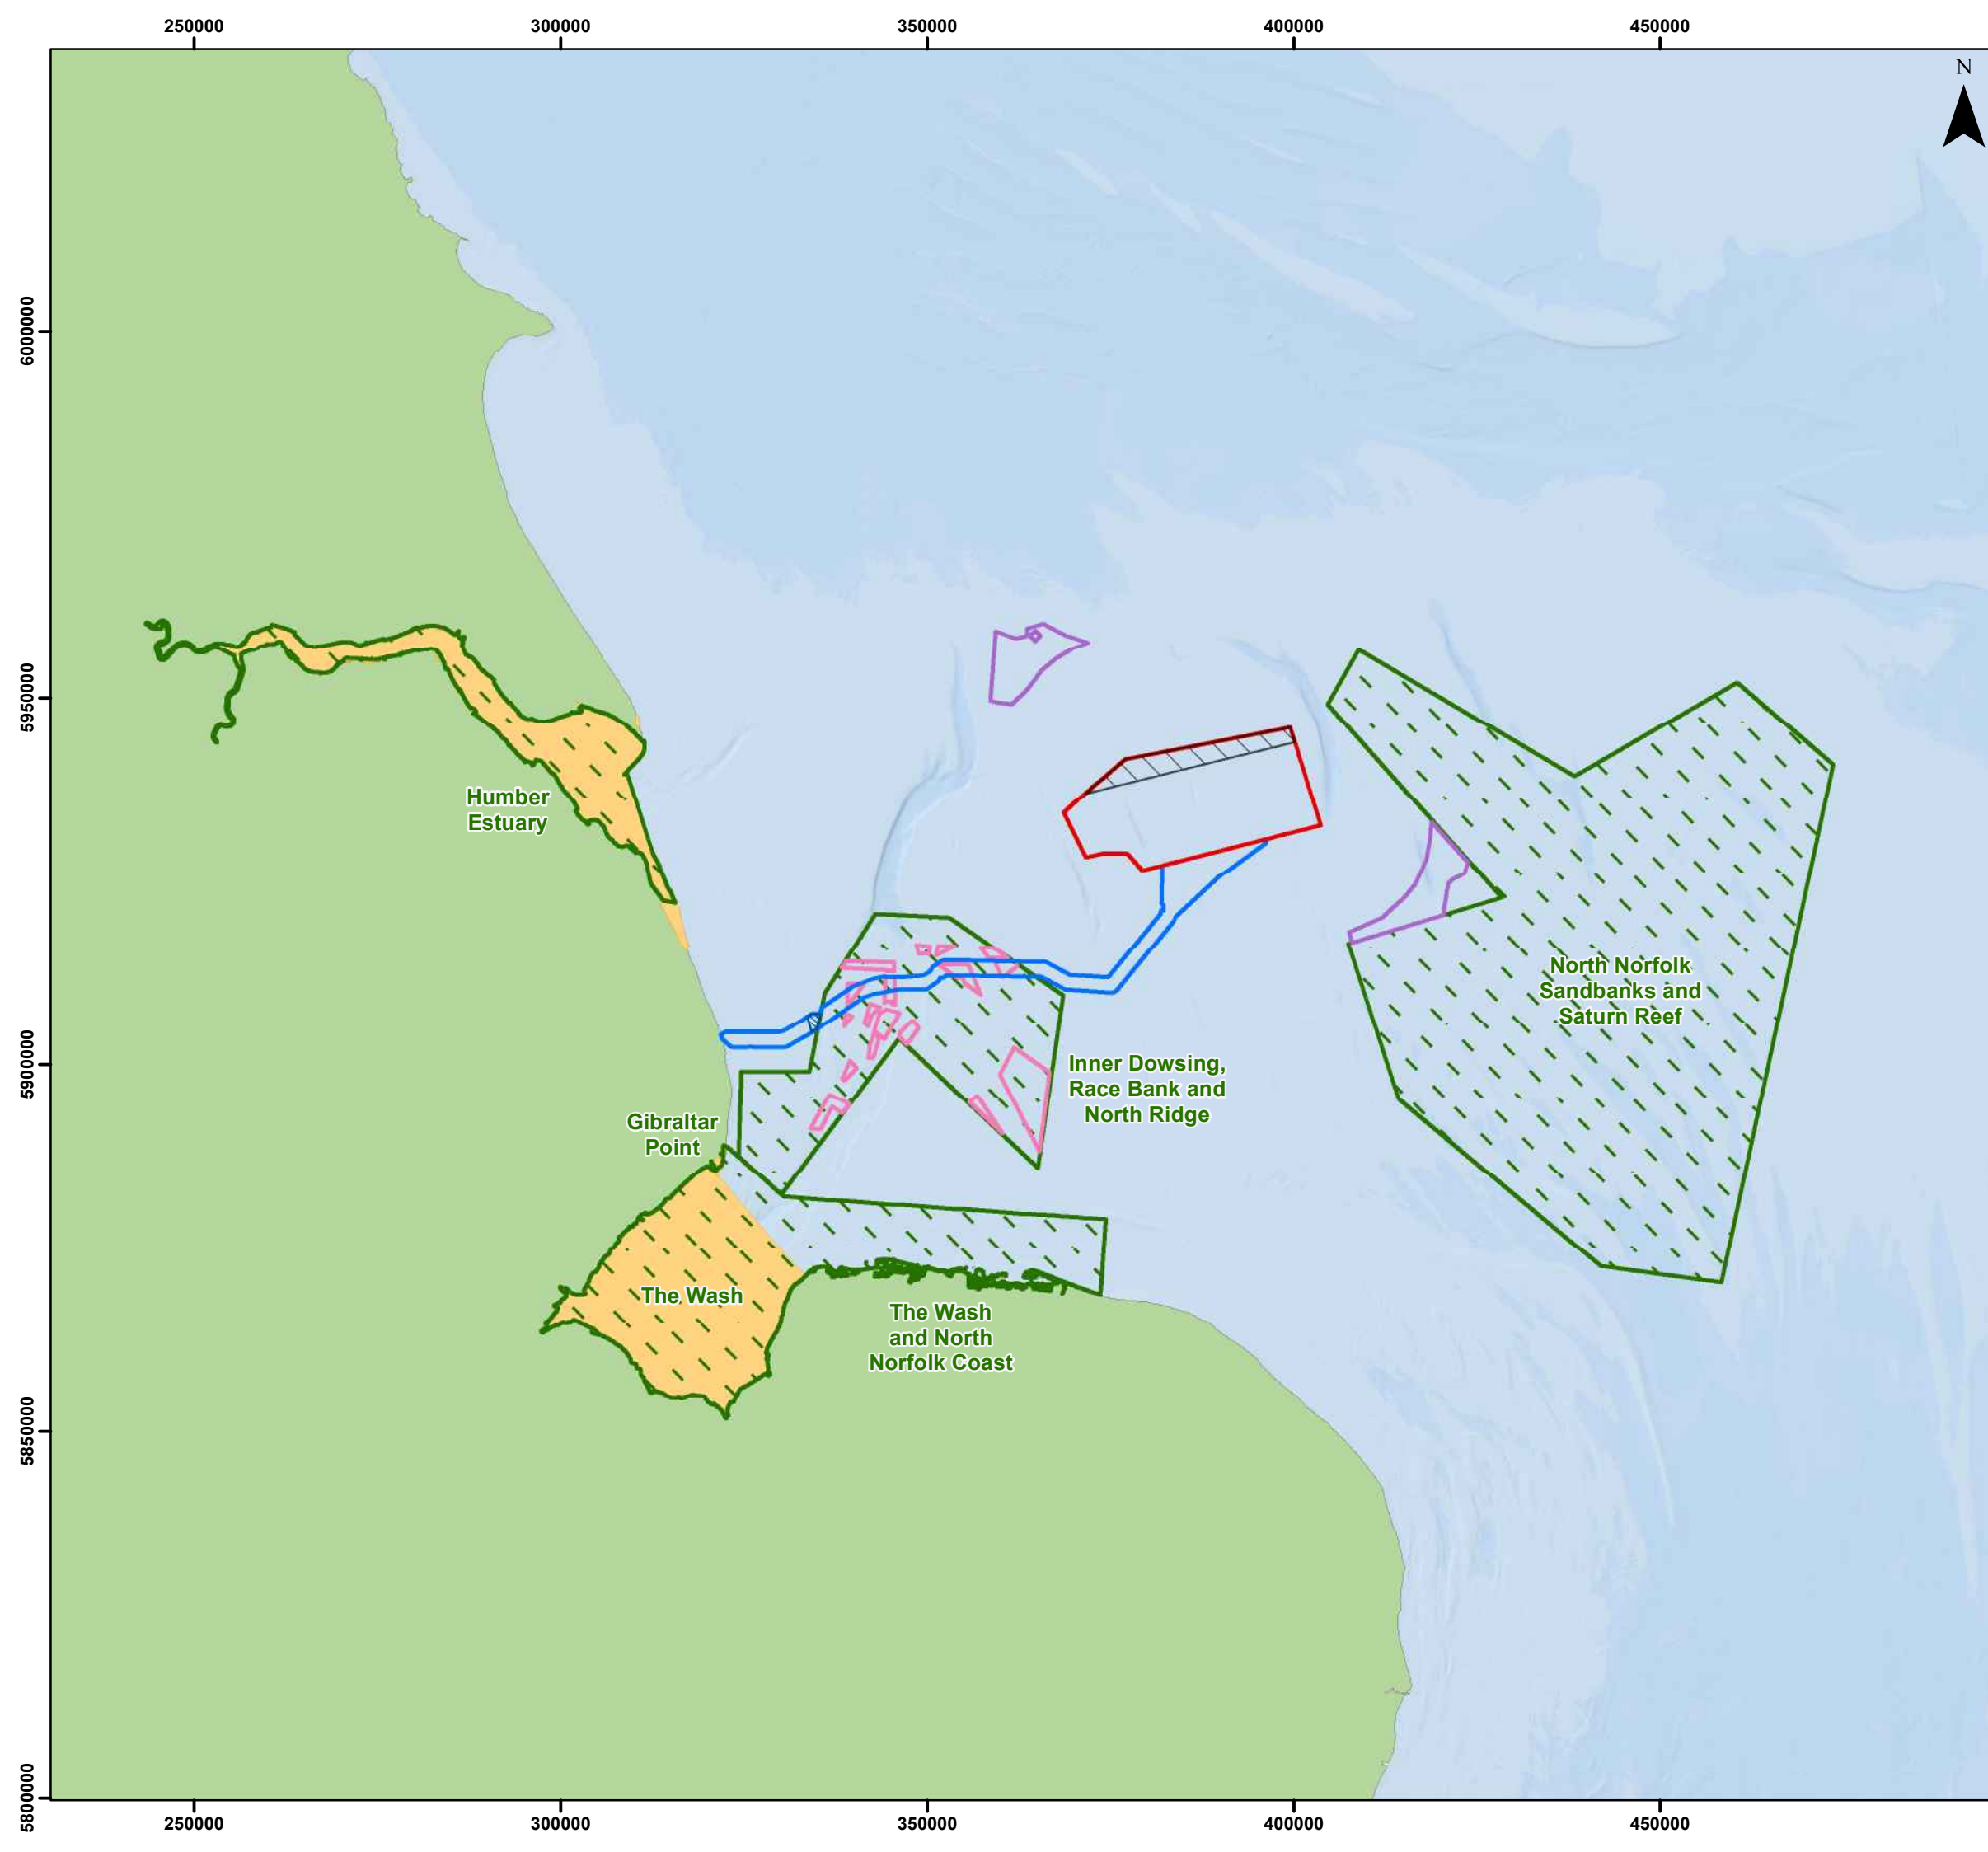 250000 300000 350000 400000 450000
N
6000000
5950000
5900000
5850000
5800000
Humber
Estuary
North Norfolk
Sandbanks and
Saturn Reef
Inner Dowsing,
Race Bank and
North Ridge
Gibraltar
Point
The Wash
The Wash
and North
Norfolk Coast
250000 300000 350000 400000 450000